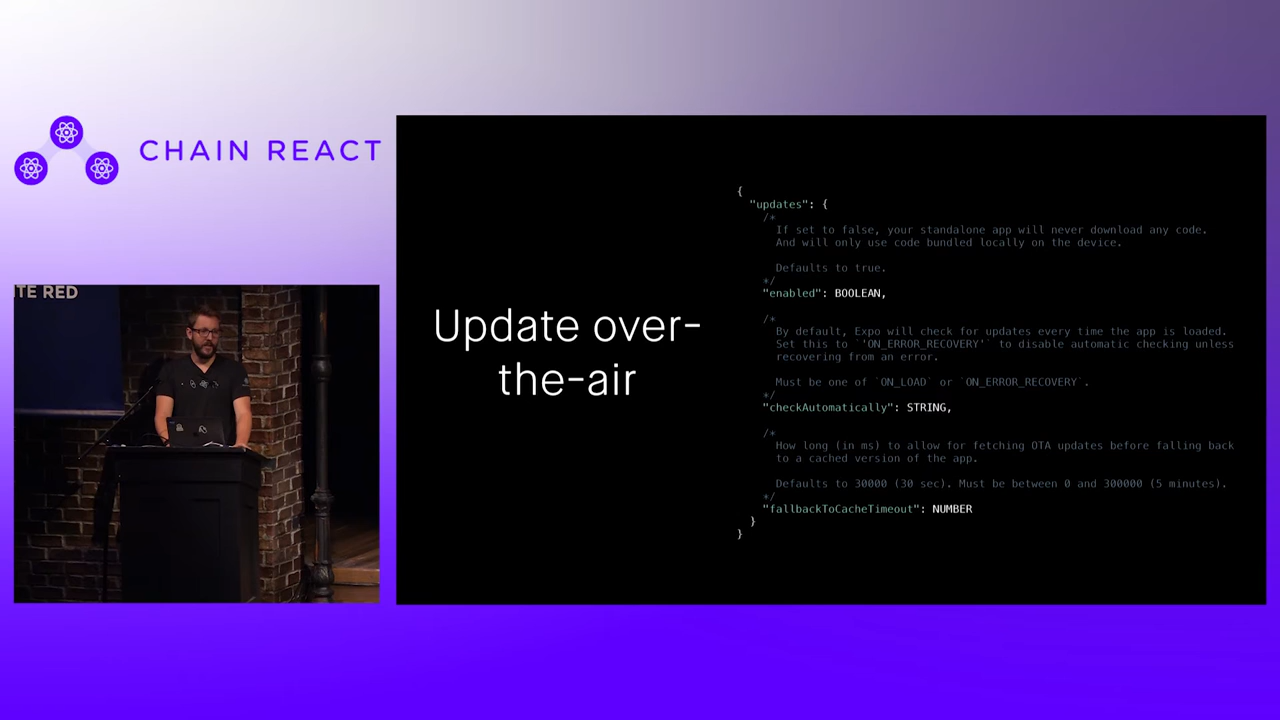 CHAIN REACT
ITE RED
Update over-
the-air
{
"updates": {
/*
If set to false, your standalone app will never download any code.
And will only use code bundled locally on the device.
Defaults to true.
*/
"enabled": BOOLEAN,
/*
By default, Expo will check for updates every time the app is loaded.
Set this to `'ON_ERROR_RECOVERY'` to disable automatic checking unless
recovering from an error.
Must be one of `ON_LOAD` or `ON_ERROR_RECOVERY`.
*/
"checkAutomatically": STRING,
/*
How long (in ms) to allow for fetching OTA updates before falling back
to a cached version of the app.
Defaults to 30000 (30 sec). Must be between 0 and 300000 (5 minutes).
*/
"fallbackToCacheTimeout": NUMBER
}
}